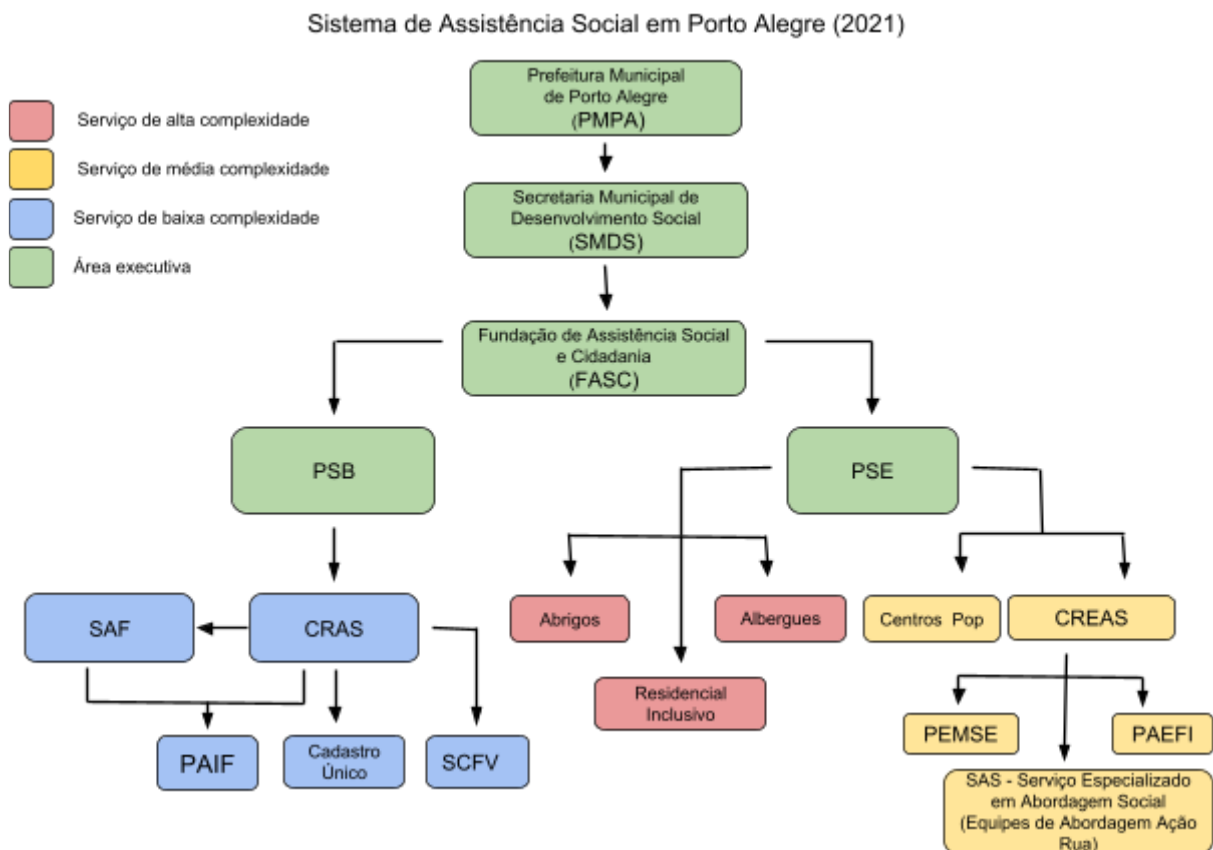 Sistema de Assistência Social em Porto Alegre (2021)
Serviço de alta complexidade
Serviço de média complexidade
Serviço de baixa complexidade
Área executiva
Prefeitura Municipal
de Porto Alegre
(PMPA)
Secretaria Municipal de
Desenvolvimento Social
(SMDS)
Fundação de Assistência Social
e Cidadania
(FASC)
PSB
PSE
SAF
CRAS
Abrigos
Albergues
Centros Pop
CREAS
Residencial
Inclusivo
PAIF
Cadastro
Único
SCFV
PEMSE
PAEFI
SAS - Serviço Especializado
em Abordagem Social
(Equipes de Abordagem Ação
Rua)